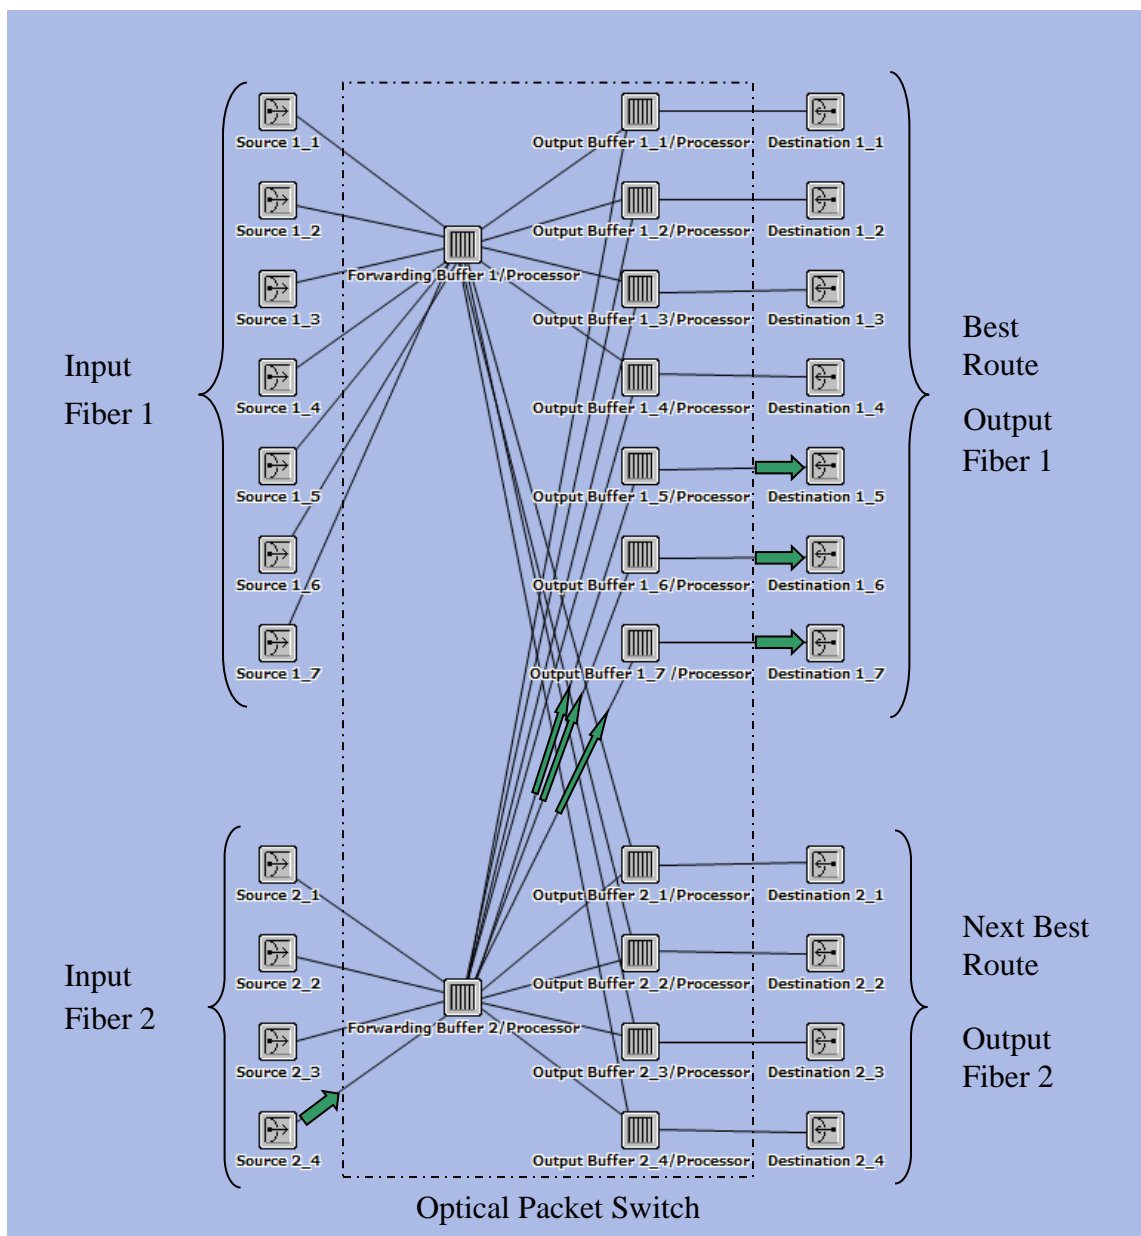 Source 1_1
Output Buffer 1_1/Processor
Destination 1_1
Source 1_2
Output Buffer 1_2/Processor
Destination 1_2
Forwarding Buffer 1/Processor
Source 1_3
Output Buffer 1_3/Processor
Destination 1_3
Input
Fiber 1
Best
Route
Output
Fiber 1
Source 1_4
Output Buffer 1_4/Processor
Destination 1_4
Source 1_5
Output Buffer 1_5/Processor
Destination 1_5
Source 1_6
Output Buffer 1_6/Processor
Destination 1_6
Source 1_7
Output Buffer 1_7 /Processor
Destination 1_7
Source 2_1
Output Buffer 2_1/Processor
Destination 2_1
Input
Fiber 2
Next Best
Route
Output
Fiber 2
Source 2_2
Output Buffer 2_2/Processor
Destination 2_2
Forwarding Buffer 2/Processor
Source 2_3
Output Buffer 2_3/Processor
Destination 2_3
Source 2_4
Output Buffer 2_4/Processor
Destination 2_4
Optical Packet Switch